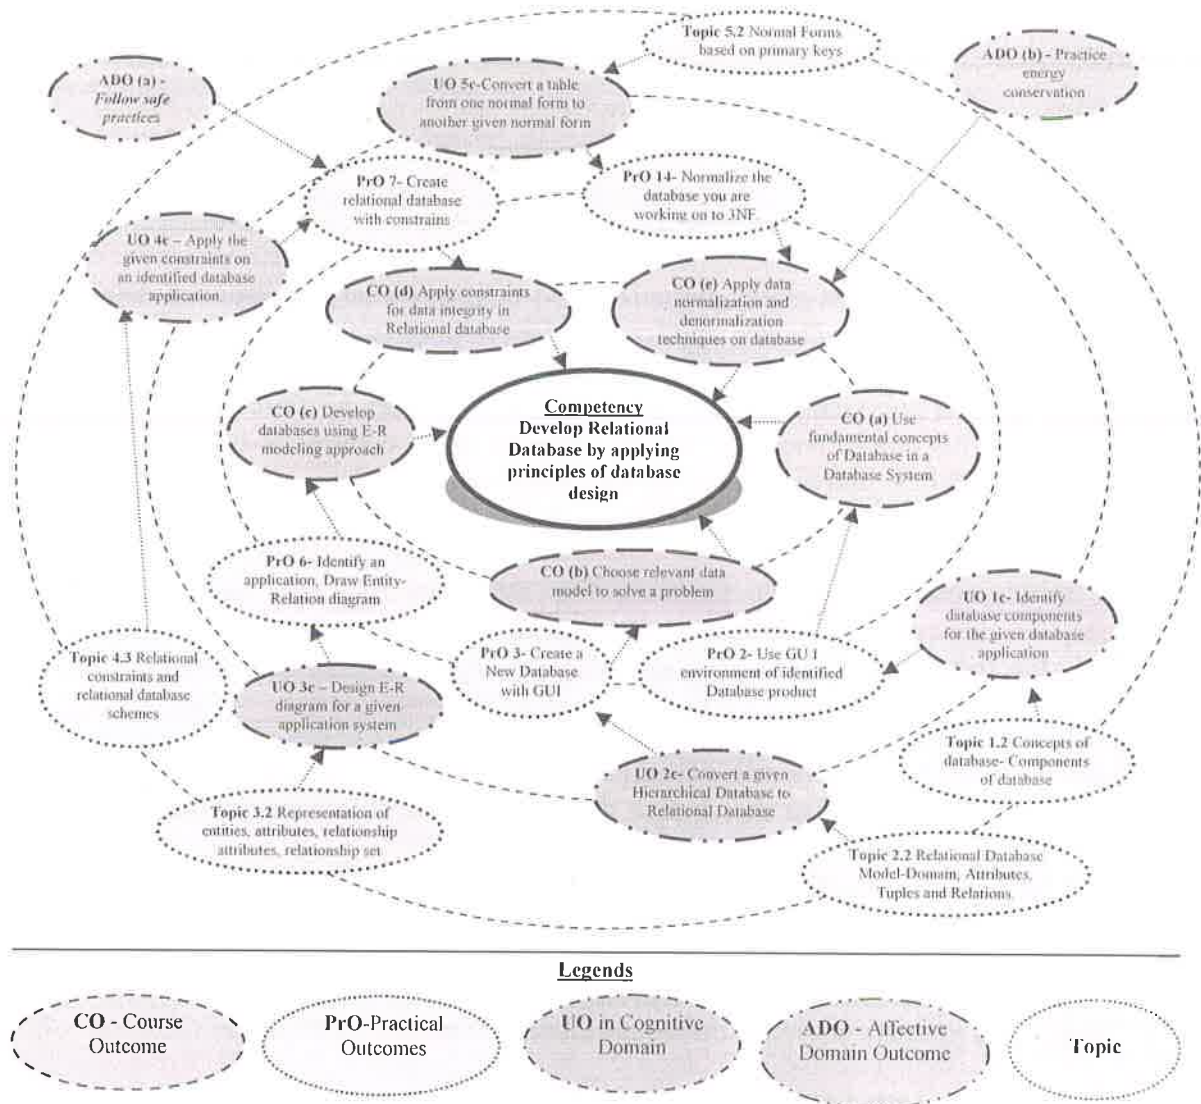 Topic 5.2 Normal Forms
based on primary keys
ADO (a) -
Follow safe
practices
UO 5c-Convert a table
from one normal form to
another given normal form
ADO (b) - Practice
energy
conservation
PrO 7- Create
relational database
with constrains
PrO 14- Normalize the
database you are
working on to 3NF.
UO 4c – Apply the
given constraints on
an identified database
application.
CO (d) Apply constraints
for data integrity in
Relational database
CO (e) Apply data
normalization and
denormalization
techniques on database
CO (c) Develop
databases using E-R
modeling approach
Competency
Develop Relational
Database by applying
principles of database
design
CO (a) Use
fundamental concepts
of Database in a
Database System
PrO 6- Identify an
application, Draw Entity-
Relation diagram
CO (b) Choose relevant data
model to solve a problem
UO 1c- Identify
database components
for the given database
application
Topic 4.3 Relational
constraints and
relational database
schemes
UO 3c – Design E-R
diagram for a given
application system
PrO 3- Create a
New Database
with GUI
PrO 2- Use GU I
environment of identified
Database product
Topic 1.2 Concepts of
database- Components
of database
UO 2c- Convert a given
Hierarchical Database to
Relational Database
Topic 3.2 Representation of
entities, attributes, relationship
attributes, relationship set
Topic 2.2 Relational Database
Model-Domain, Attributes,
Tuples and Relations.
Legends
CO - Course
Outcome
PrO-Practical
Outcomes
UO in Cognitive
Domain
ADO - Affective
Domain Outcome
Topic